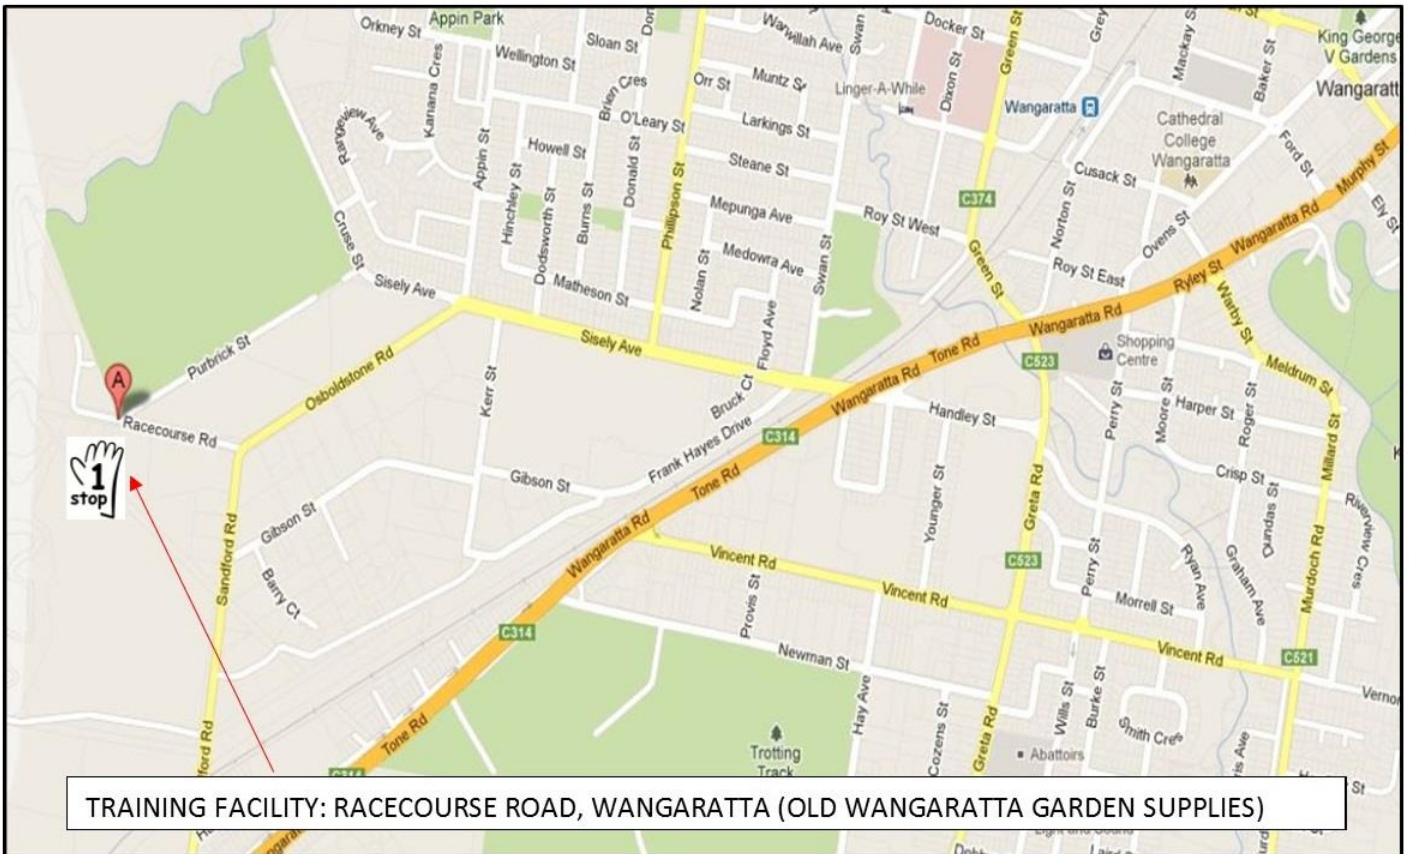 Orkney St
Appin Park
Wellington St
Sloan St
Docker St
Green St
Mackay St
Baker St
King George
V Gardens
Kanana Cres
Brien Cres
Orr St
Muntz St
Linger-A-While
Dixon St
Wangaratta
Rangeview Ave
O'Leary St
Larkings St
Cathedral
College
Wangaratta
Ford St
Murphy St
Appin St
Howell St
Donald St
Steane St
Cusack St
Hinchley St
Dodsworth St
Burns St
Phillipson St
Mepunga Ave
Roy St West
C374
Norton St
Ovens St
Wangaratta Rd
Ely St
Cruse St
Nolan St
Medowra Ave
Swan St
Green St
Roy St East
Ryley St
Sisely Ave
Matheson St
Wangaratta Rd
Warby St
Purbrick St
Sisely Ave
Floyd Ave
Tone Rd
C523
Shopping
Centre
Meldrum St
A
Osboldstone Rd
Kerr St
Bruck Ct
Wangaratta Rd
Handley St
Perry St
Moore St
Harper St
Roger St
Millard St
Racecourse Rd
Frank Hayes Drive
C314
1
stop
Gibson St
Tone Rd
Younger St
Greta Rd
Crisp St
Dundas St
Riverview Cres
Gibson St
Wangaratta Rd
Sandford Rd
Barry Ct
Vincent Rd
Provis St
Vincent Rd
C523
Perry St
Ryan Ave
Graham Ave
Murdoch Rd
Morrell St
C314
Newman St
Vincent Rd
C521
Hay Ave
Cozens St
Wills St
Burke St
Smith Cres
Tone Rd
Greta Rd
Trotting
Track
Abattoirs
TRAINING FACILITY: RACECOURSE ROAD, WANGARATTA (OLD WANGARATTA GARDEN SUPPLIES)